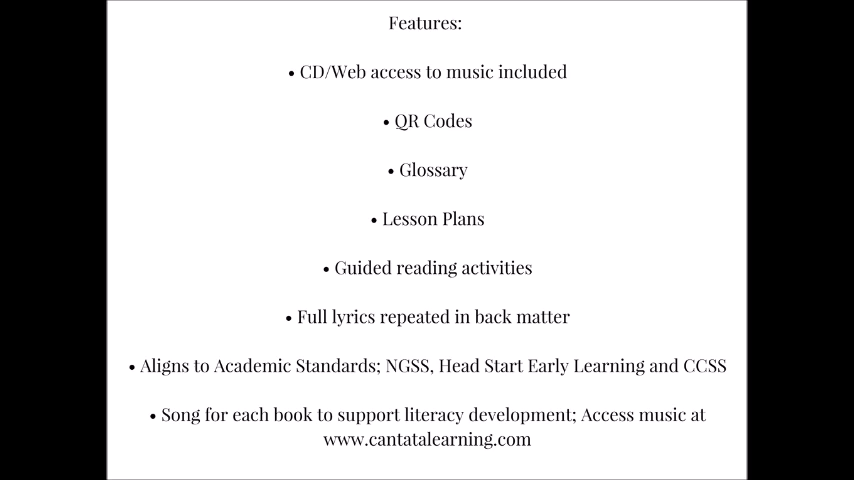 Features:
• CD/Web access to music included
• QR Codes
• Glossary
• Lesson Plans
• Guided reading activities
• Full lyrics repeated in back matter
• Aligns to Academic Standards; NGSS, Head Start Early Learning and CCSS
• Song for each book to support literacy development; Access music at
www.cantatalearning.com